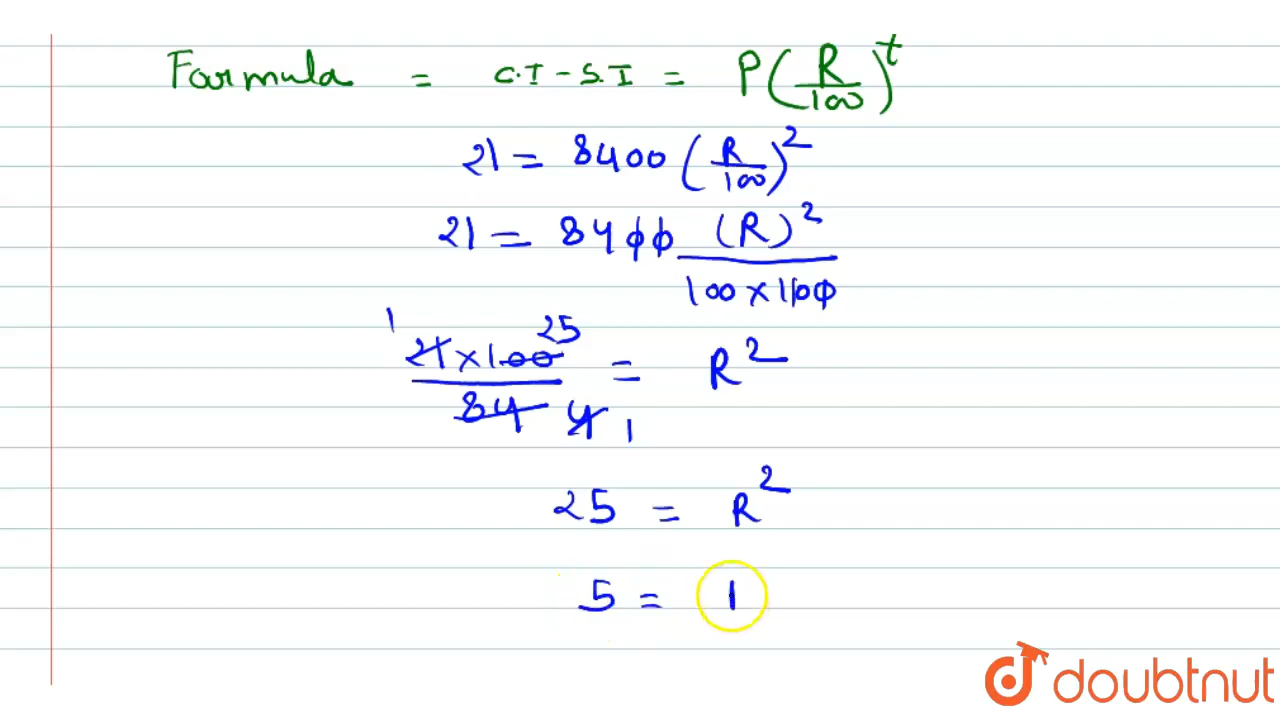 Formula = C.I - S.I = P(R/100)^t
21 = 8400 (R/100)^2
21 = 8400 (R)^2 / 100 x 100
1 21 x 100 25 / 84 4 1 = R^2
25 = R^2
5 = 1
doubtnut